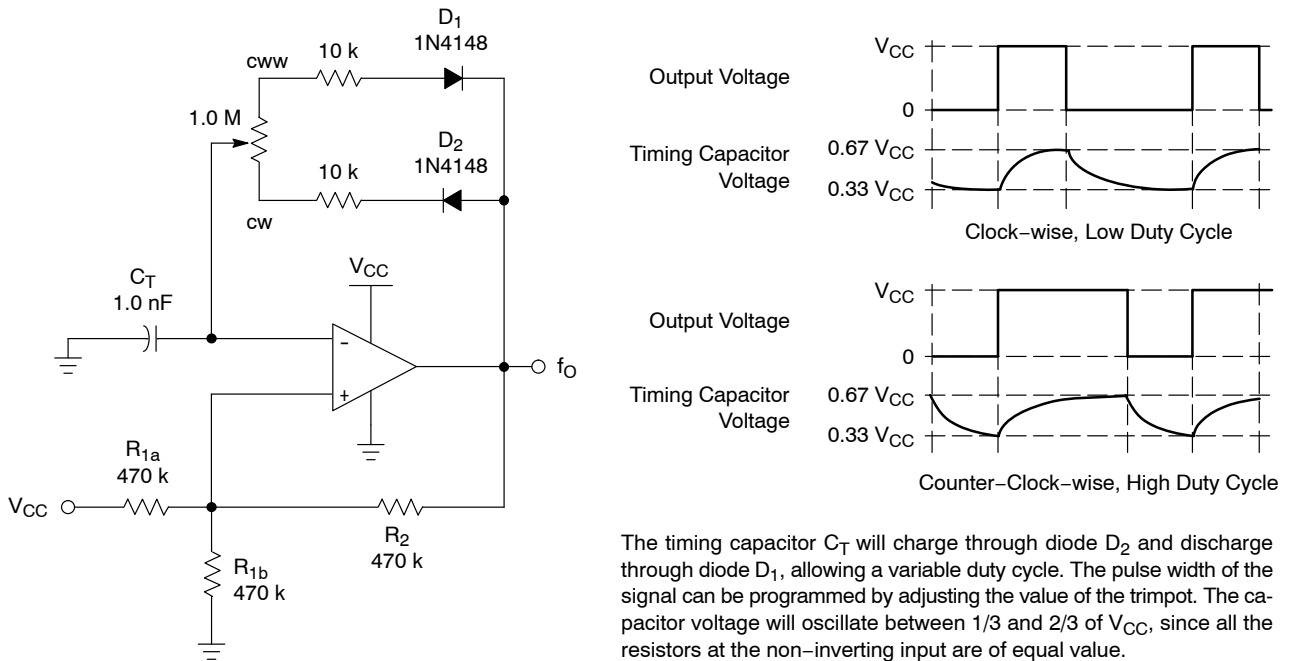 D1
1N4148
10 k
cww
1.0 M
D2
1N4148
10 k
cw
CT
1.0 nF
VCC
-
+
fO
R1a
470 k
VCC
R2
470 k
R1b
470 k
VCC
Output Voltage
0
Timing Capacitor
Voltage
0.67 VCC
0.33 VCC
Clock−wise, Low Duty Cycle
VCC
Output Voltage
0
Timing Capacitor
Voltage
0.67 VCC
0.33 VCC
Counter−Clock−wise, High Duty Cycle
The timing capacitor CT will charge through diode D2 and discharge
through diode D1, allowing a variable duty cycle. The pulse width of the
signal can be programmed by adjusting the value of the trimpot. The ca-
pacitor voltage will oscillate between 1/3 and 2/3 of VCC, since all the
resistors at the non−inverting input are of equal value.